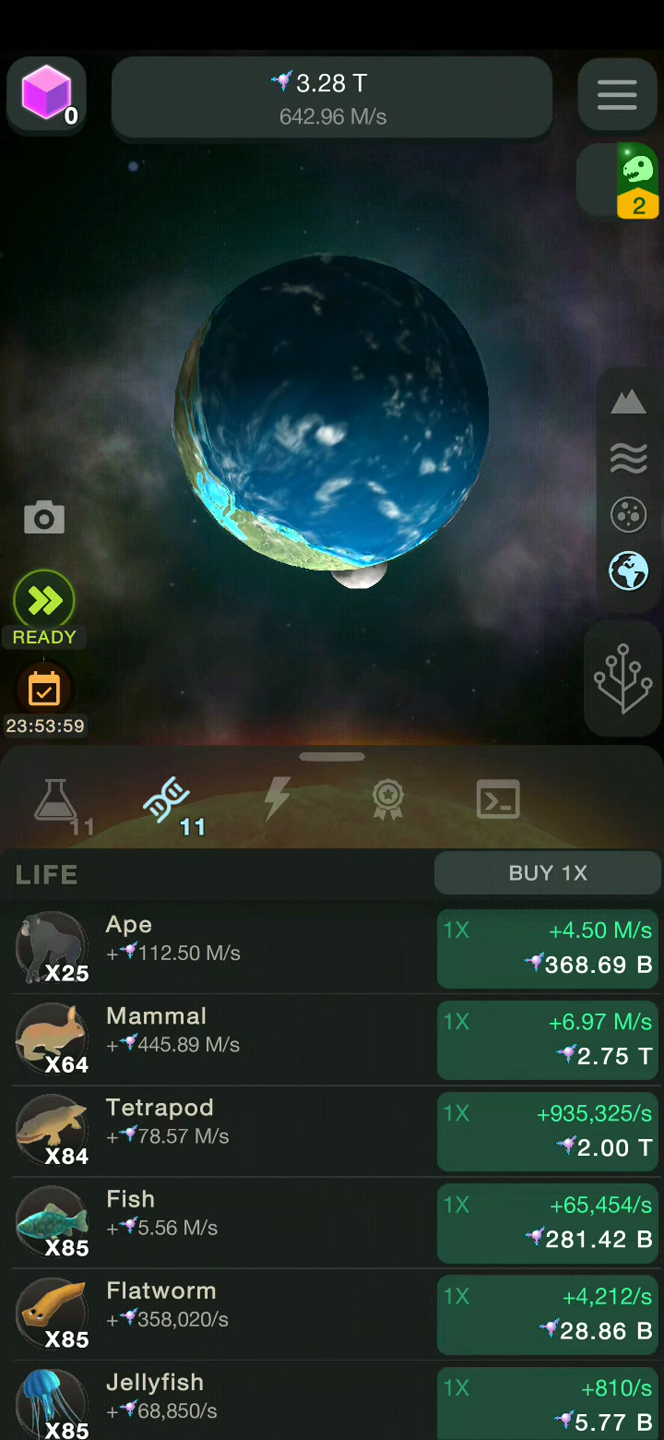 3.28 T
0
642.96 M/s
2
READY
23:53:59
11
11
LIFE
BUY 1X
Ape
+112.50 M/s
X25
1X
+4.50 M/s
368.69 B
Mammal
+445.89 M/s
X64
1X
+6.97 M/s
2.75 T
Tetrapod
+78.57 M/s
X84
1X
+935,325/s
2.00 T
Fish
+5.56 M/s
X85
1X
+65,454/s
281.42 B
Flatworm
+358,020/s
X85
1X
+4,212/s
28.86 B
Jellyfish
+68,850/s
X85
1X
+810/s
5.77 B